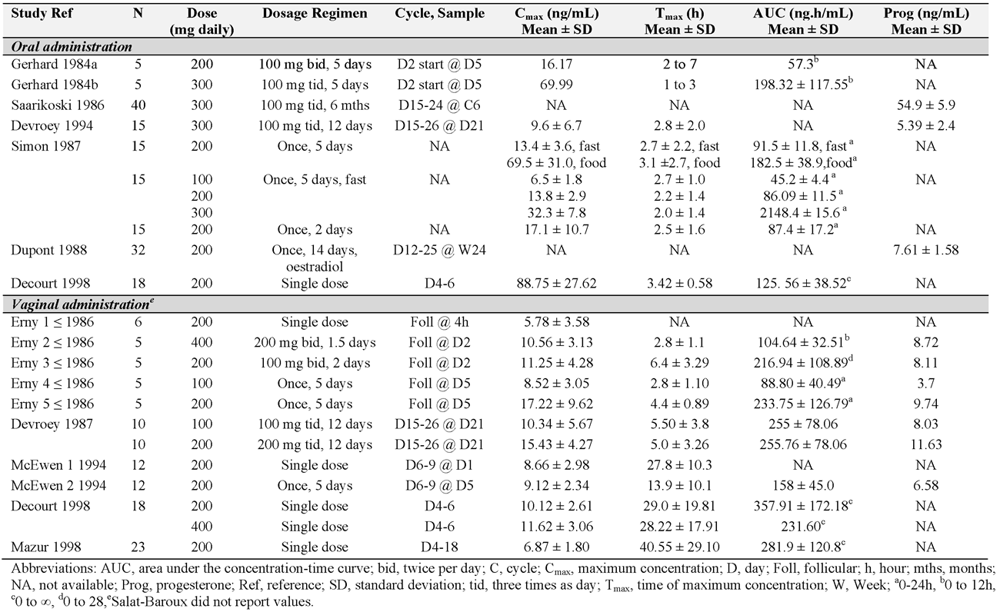 Study Ref N Dose (mg daily) Dosage Regimen Cycle, Sample Cmax (ng/mL) Mean ± SD Tmax (h) Mean ± SD AUC (ng.h/mL) Mean ± SD Prog (ng/mL) Mean ± SD
Oral administration
Gerhard 1984a 5 200 100 mg bid, 5 days D2 start @ D5 16.17 2 to 7 57.3b NA
Gerhard 1984b 5 300 100 mg tid, 5 days D2 start @ D5 69.99 1 to 3 198.32 ± 117.55b NA
Saarikoski 1986 40 300 100 mg tid, 6 mths D15-24 @ C6 NA NA NA 54.9 ± 5.9
Devroey 1994 15 300 100 mg tid, 12 days D15-26 @ D21 9.6 ± 6.7 2.8 ± 2.0 NA 5.39 ± 2.4
Simon 1987 15 200 Once, 5 days NA 13.4 ± 3.6, fast 2.7 ± 2.2, fast 91.5 ± 11.8, fast a NA
69.5 ± 31.0, food 3.1 ±2.7, food 182.5 ± 38.9,fooda
15 100 Once, 5 days, fast NA 6.5 ± 1.8 2.7 ± 1.0 45.2 ± 4.4 a NA
200 13.8 ± 2.9 2.2 ± 1.4 86.09 ± 11.5 a
300 32.3 ± 7.8 2.0 ± 1.4 2148.4 ± 15.6 a
15 200 Once, 2 days NA 17.1 ± 10.7 2.5 ± 1.6 87.4 ± 17.2a NA
Dupont 1988 32 200 Once, 14 days, D12-25 @ W24 NA NA NA 7.61 ± 1.58
oestradiol
Decourt 1998 18 200 Single dose D4-6 88.75 ± 27.62 3.42 ± 0.58 125. 56 ± 38.52c NA
Vaginal administratione
Erny 1 ≤ 1986 6 200 Single dose Foll @ 4h 5.78 ± 3.58 NA NA
Erny 2 ≤ 1986 5 400 200 mg bid, 1.5 days Foll @ D2 10.56 ± 3.13 2.8 ± 1.1 104.64 ± 32.51b 8.72
Erny 3 ≤ 1986 5 200 100 mg bid, 2 days Foll @ D2 11.25 ± 4.28 6.4 ± 3.29 216.94 ± 108.89d 8.11
Erny 4 ≤ 1986 5 100 Once, 5 days Foll @ D5 8.52 ± 3.05 2.8 ± 1.10 88.80 ± 40.49a 3.7
Erny 5 ≤ 1986 5 200 Once, 5 days Foll @ D5 17.22 ± 9.62 4.4 ± 0.89 233.75 ± 126.79a 9.74
Devroey 1987 10 100 100 mg tid, 12 days D15-26 @ D21 10.34 ± 5.67 5.50 ± 3.8 255 ± 78.06 8.03
10 200 200 mg tid, 12 days D15-26 @ D21 15.43 ± 4.27 5.0 ± 3.26 255.76 ± 78.06 11.63
McEwen 1 1994 12 200 Single dose D6-9 @ D1 8.66 ± 2.98 27.8 ± 10.3 NA NA
McEwen 2 1994 12 200 Once, 5 days D6-9 @ D5 9.12 ± 2.34 13.9 ± 10.1 158 ± 45.0 6.58
Decourt 1998 18 200 Single dose D4-6 10.12 ± 2.61 29.0 ± 19.81 357.91 ± 172.18c NA
400 Single dose D4-6 11.62 ± 3.06 28.22 ± 17.91 231.60c NA
Mazur 1998 23 200 Single dose D4-18 6.87 ± 1.80 40.55 ± 29.10 281.9 ± 120.8c NA
Abbreviations: AUC, area under the concentration-time curve; bid, twice per day; C, cycle; Cmax, maximum concentration; D, day; Foll, follicular; h, hour; mths, months;
NA, not available; Prog, progesterone; Ref, reference; SD, standard deviation; tid, three times as day; Tmax, time of maximum concentration; W, Week; a0-24h, b0 to 12h,
c0 to ∞, d0 to 28,eSalat-Baroux did not report values.